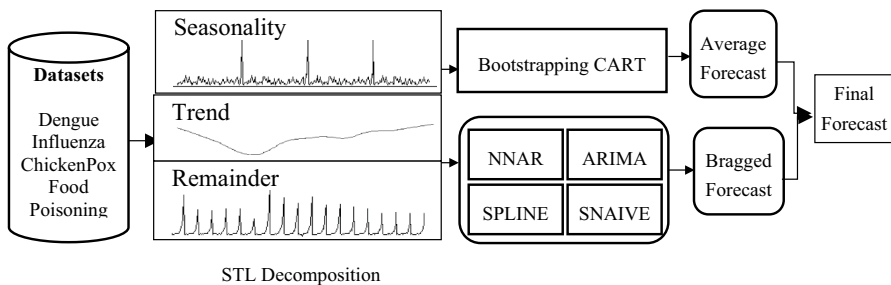 Datasets
Dengue
Influenza
ChickenPox
Food
Poisoning
Seasonality
Trend
Remainder
STL Decomposition
Bootstrapping CART
NNAR
ARIMA
SPLINE
SNAIVE
Average
Forecast
Bragged
Forecast
Final
Forecast